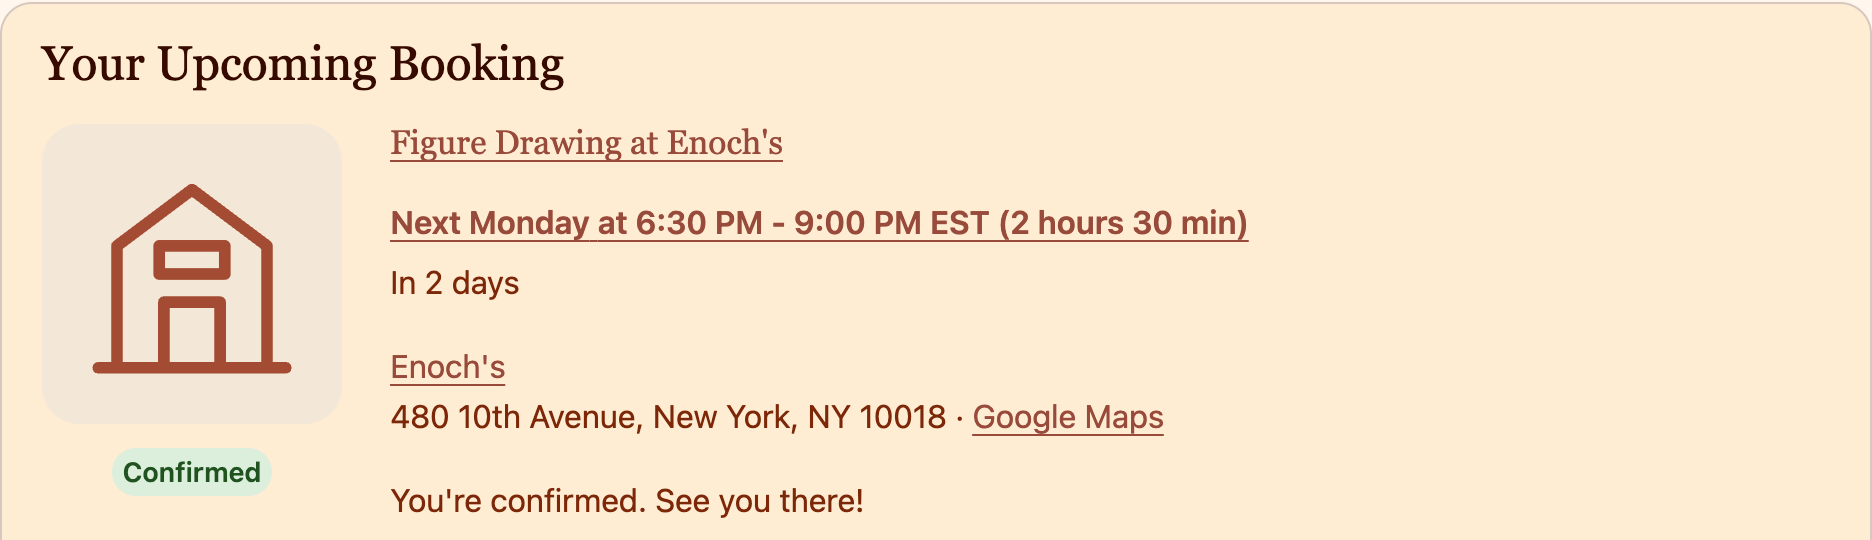 Your Upcoming Booking
Figure Drawing at Enoch's
Next Monday at 6:30 PM - 9:00 PM EST (2 hours 30 min)
In 2 days
Enoch's
480 10th Avenue, New York, NY 10018 · Google Maps
Confirmed
You're confirmed. See you there!